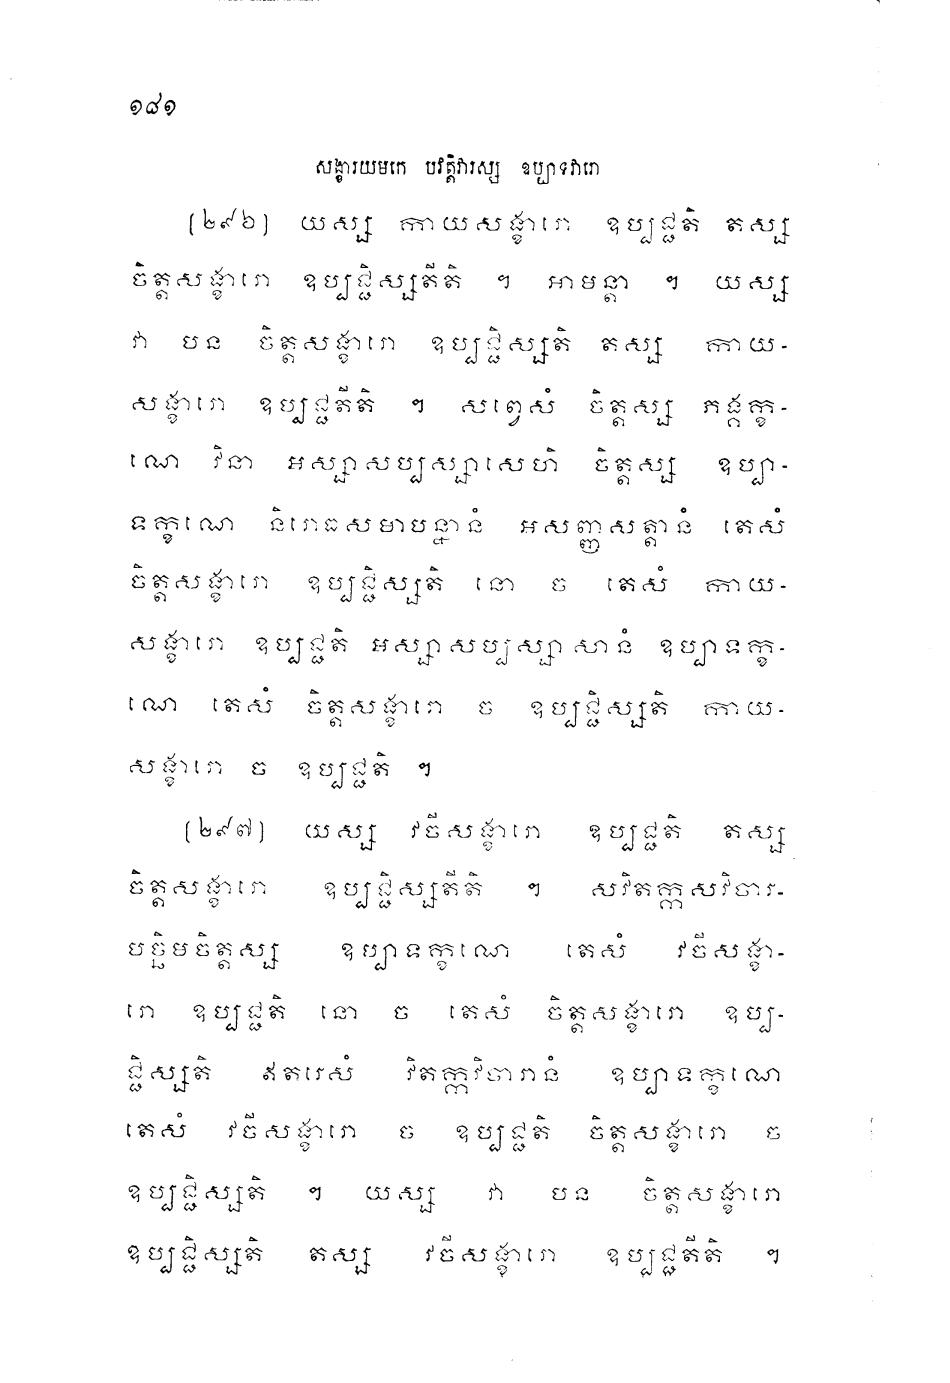 ១៨១
សង្ខារយមកេ បវត្តិវារស្ស ឧប្បាទវារោ
(២៩៦) យស្ស កាយសង្ខារោ ឧប្បជ្ជតិ តស្ស
ចិត្តសង្ខារោ ឧប្បជ្ជិស្សតីតិ ។ អាមន្តា ។ យស្ស
វា បន ចិត្តសង្ខារោ ឧប្បជ្ជិស្សតិ តស្ស កាយ-
សង្ខារោ ឧប្បជ្ជតីតិ ។ សព្វេសំ ចិត្តស្ស ភង្គក្ខ-
ណេ វិនា អស្សាសប្បស្សាសេហិ ចិត្តស្ស ឧប្បា-
ទក្ខណេ និរោធសមាបន្នានំ អសញ្ញសត្តានំ តេសំ
ចិត្តសង្ខារោ ឧប្បជ្ជិស្សតិ នោ ច តេសំ កាយ-
សង្ខារោ ឧប្បជ្ជតិ អស្សាសប្បស្សាសានំ ឧប្បាទក្ខ-
ណេ តេសំ ចិត្តសង្ខារោ ច ឧប្បជ្ជិស្សតិ កាយ-
សង្ខារោ ច ឧប្បជ្ជតិ ។
(២៩៧) យស្ស វចីសង្ខារោ ឧប្បជ្ជតិ តស្ស
ចិត្តសង្ខារោ ឧប្បជ្ជិស្សតីតិ ។ សវិតក្កសវិចារ-
បច្ឆិមចិត្តស្ស ឧប្បាទក្ខណេ តេសំ វចីសង្ខា-
រោ ឧប្បជ្ជតិ នោ ច តេសំ ចិត្តសង្ខារោ ឧប្ប-
ជ្ជិស្សតិ ឥតរេសំ វិតក្កវិចារានំ ឧប្បាទក្ខណេ
តេសំ វចីសង្ខារោ ច ឧប្បជ្ជតិ ចិត្តសង្ខារោ ច
ឧប្បជ្ជិស្សតិ ។ យស្ស វា បន ចិត្តសង្ខារោ
ឧប្បជ្ជិស្សតិ តស្ស វចីសង្ខារោ ឧប្បជ្ជតីតិ ។